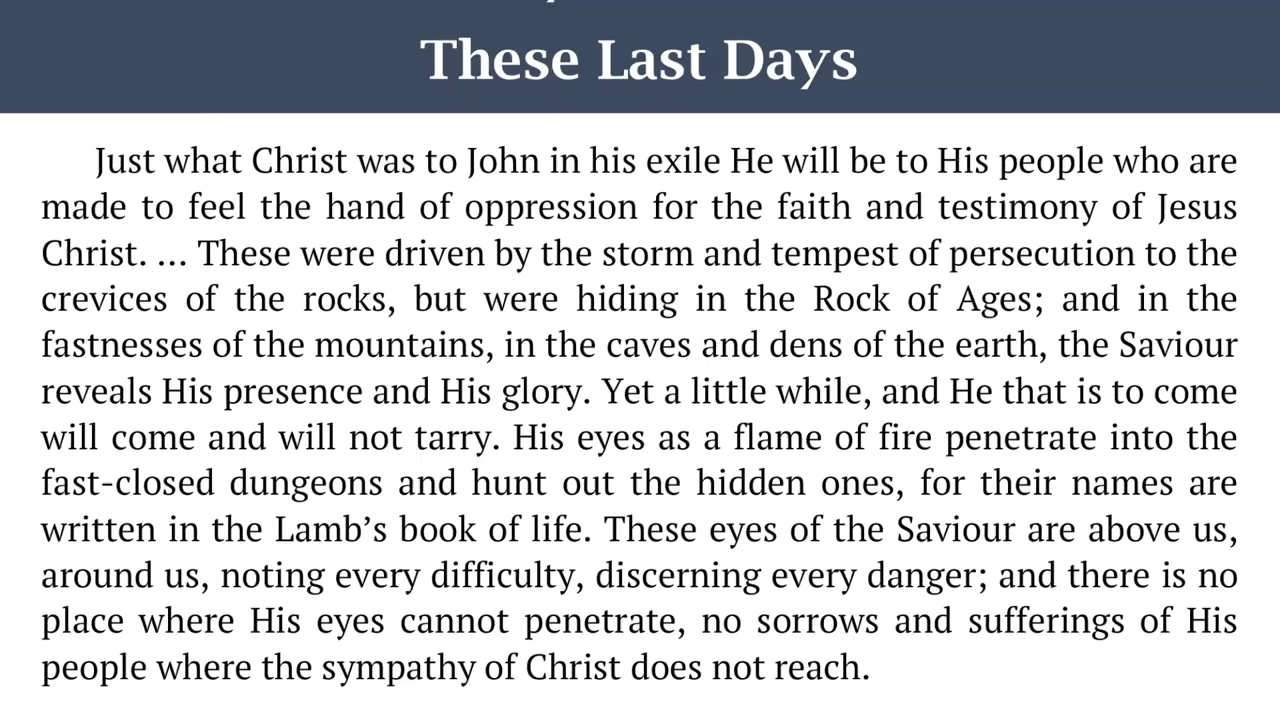 These Last Days
Just what Christ was to John in his exile He will be to His people who are
made to feel the hand of oppression for the faith and testimony of Jesus
Christ. ... These were driven by the storm and tempest of persecution to the
crevices of the rocks, but were hiding in the Rock of Ages; and in the
fastnesses of the mountains, in the caves and dens of the earth, the Saviour
reveals His presence and His glory. Yet a little while, and He that is to come
will come and will not tarry. His eyes as a flame of fire penetrate into the
fast-closed dungeons and hunt out the hidden ones, for their names are
written in the Lamb’s book of life. These eyes of the Saviour are above us,
around us, noting every difficulty, discerning every danger; and there is no
place where His eyes cannot penetrate, no sorrows and sufferings of His
people where the sympathy of Christ does not reach.